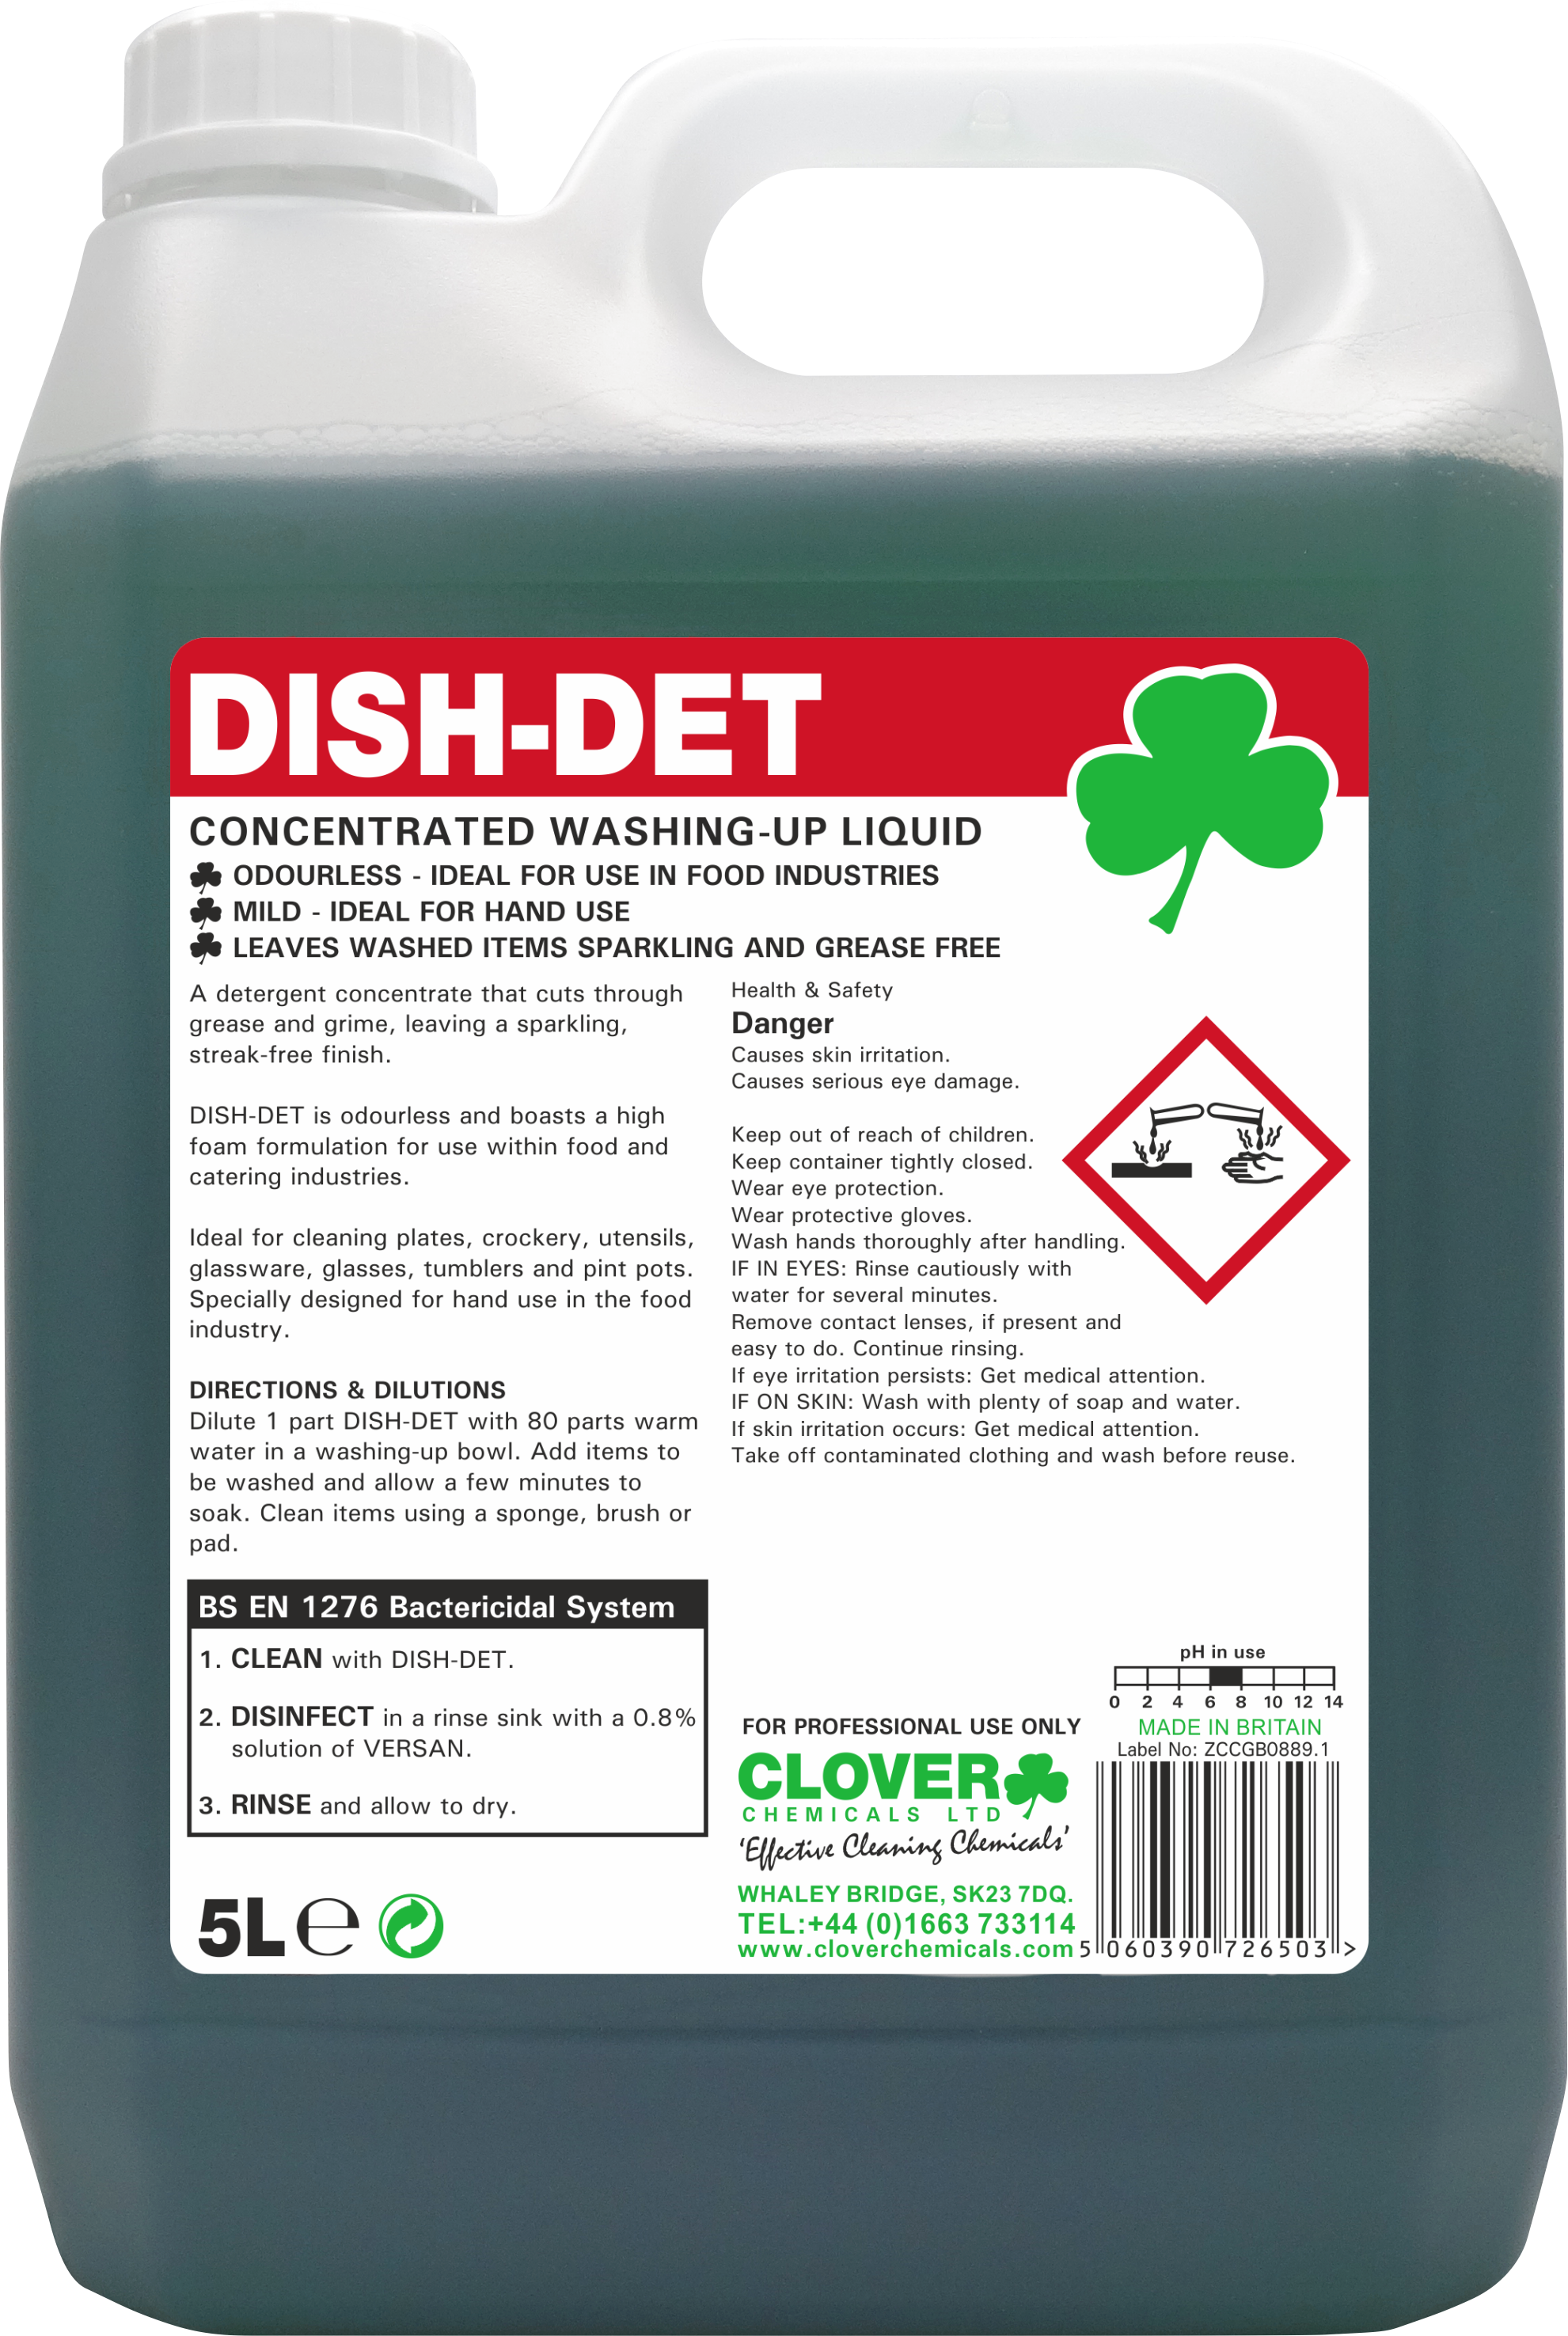 DISH-DET
CONCENTRATED WASHING-UP LIQUID
ODOURLESS - IDEAL FOR USE IN FOOD INDUSTRIES
MILD - IDEAL FOR HAND USE
LEAVES WASHED ITEMS SPARKLING AND GREASE FREE
A detergent concentrate that cuts through
grease and grime, leaving a sparkling,
streak-free finish.
DISH-DET is odourless and boasts a high
foam formulation for use within food and
catering industries.
Ideal for cleaning plates, crockery, utensils,
glassware, glasses, tumblers and pint pots.
Specially designed for hand use in the food
industry.
DIRECTIONS & DILUTIONS
Dilute 1 part DISH-DET with 80 parts warm
water in a washing-up bowl. Add items to
be washed and allow a few minutes to
soak. Clean items using a sponge, brush or
pad.
BS EN 1276 Bactericidal System
1. CLEAN with DISH-DET.
2. DISINFECT in a rinse sink with a 0.8%
solution of VERSAN.
3. RINSE and allow to dry.
5L e
Health & Safety
Danger
Causes skin irritation.
Causes serious eye damage.
Keep out of reach of children.
Keep container tightly closed.
Wear eye protection.
Wear protective gloves.
Wash hands thoroughly after handling.
IF IN EYES: Rinse cautiously with
water for several minutes.
Remove contact lenses, if present and
easy to do. Continue rinsing.
If eye irritation persists: Get medical attention.
IF ON SKIN: Wash with plenty of soap and water.
If skin irritation occurs: Get medical attention.
Take off contaminated clothing and wash before reuse.
FOR PROFESSIONAL USE ONLY
CLOVER
CHEMICALS LTD
'Effective Cleaning Chemicals'
WHALEY BRIDGE, SK23 7DQ.
TEL:+44 (0)1663 733114
www.cloverchemicals.com
pH in use
0 2 4 6 8 10 12 14
MADE IN BRITAIN
Label No: ZCCGB0889.1
5 060390 726503 >